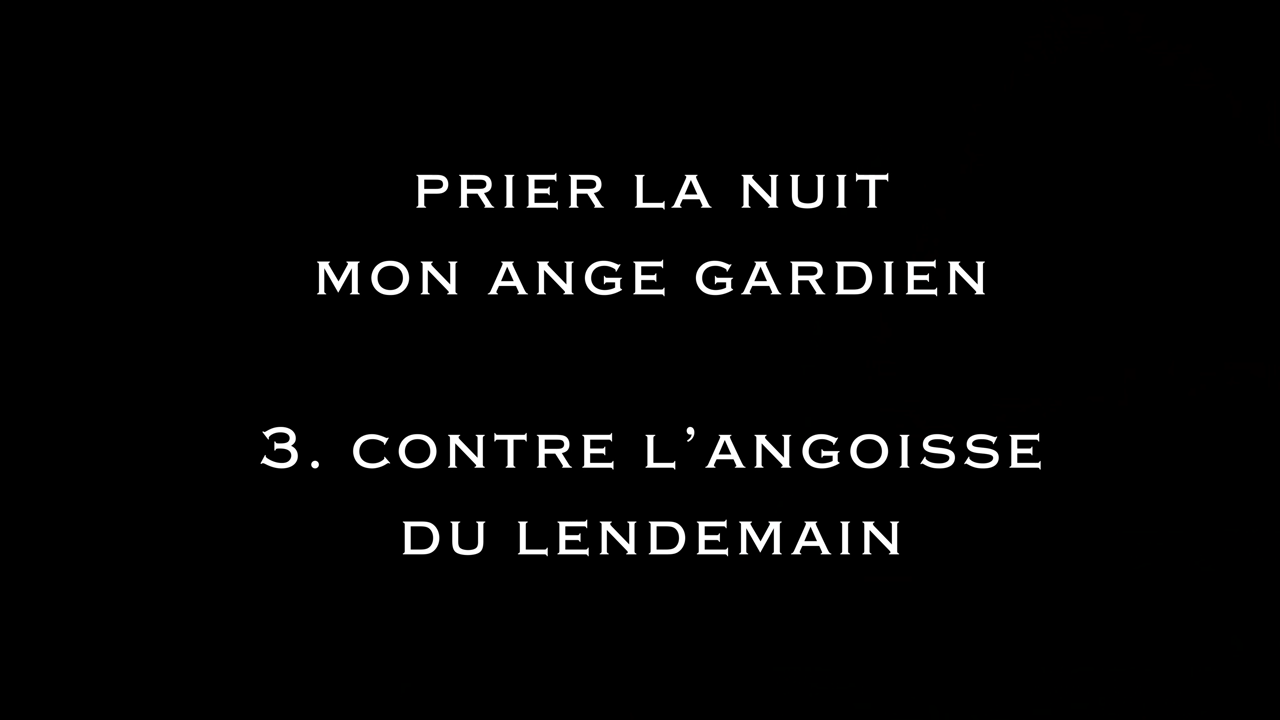 PRIER LA NUIT
MON ANGE GARDIEN
3. CONTRE L’ANGOISSE
DU LENDEMAIN